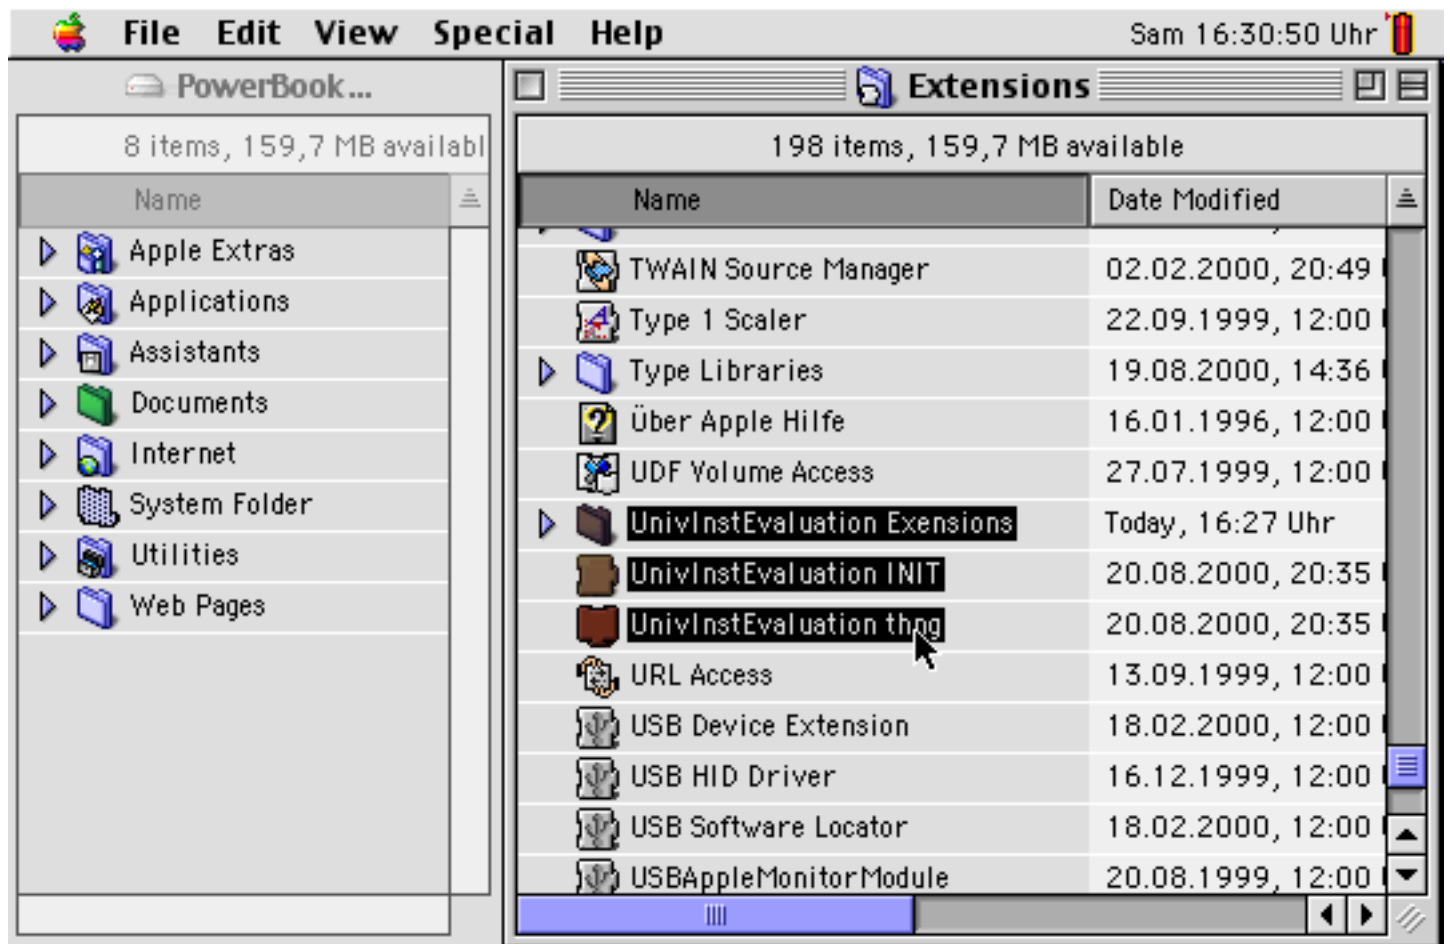 File Edit View Special Help Sam 16:30:50 Uhr
PowerBook...
8 items, 159,7 MB availabl
Name
Apple Extras
Applications
Assistants
Documents
Internet
System Folder
Utilities
Web Pages
Extensions
198 items, 159,7 MB available
Name Date Modified
TWAIN Source Manager 02.02.2000, 20:49
Type 1 Scaler 22.09.1999, 12:00
Type Libraries 19.08.2000, 14:36
Über Apple Hilfe 16.01.1996, 12:00
UDF Volume Access 27.07.1999, 12:00
UnivInstEvaluation Exensions Today, 16:27 Uhr
UnivInstEvaluation INIT 20.08.2000, 20:35
UnivInstEvaluation thng 20.08.2000, 20:35
URL Access 13.09.1999, 12:00
USB Device Extension 18.02.2000, 12:00
USB HID Driver 16.12.1999, 12:00
USB Software Locator 18.02.2000, 12:00
USBAppleMonitorModule 20.08.1999, 12:00